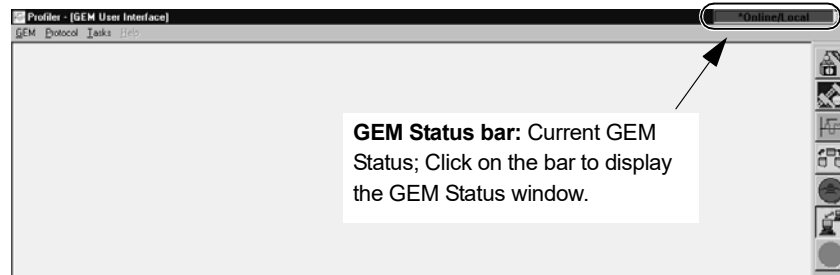 Profiler - [GEM User Interface]
*Online/Local
GEM Protocol Tasks Help
GEM Status bar: Current GEM
Status; Click on the bar to display
the GEM Status window.